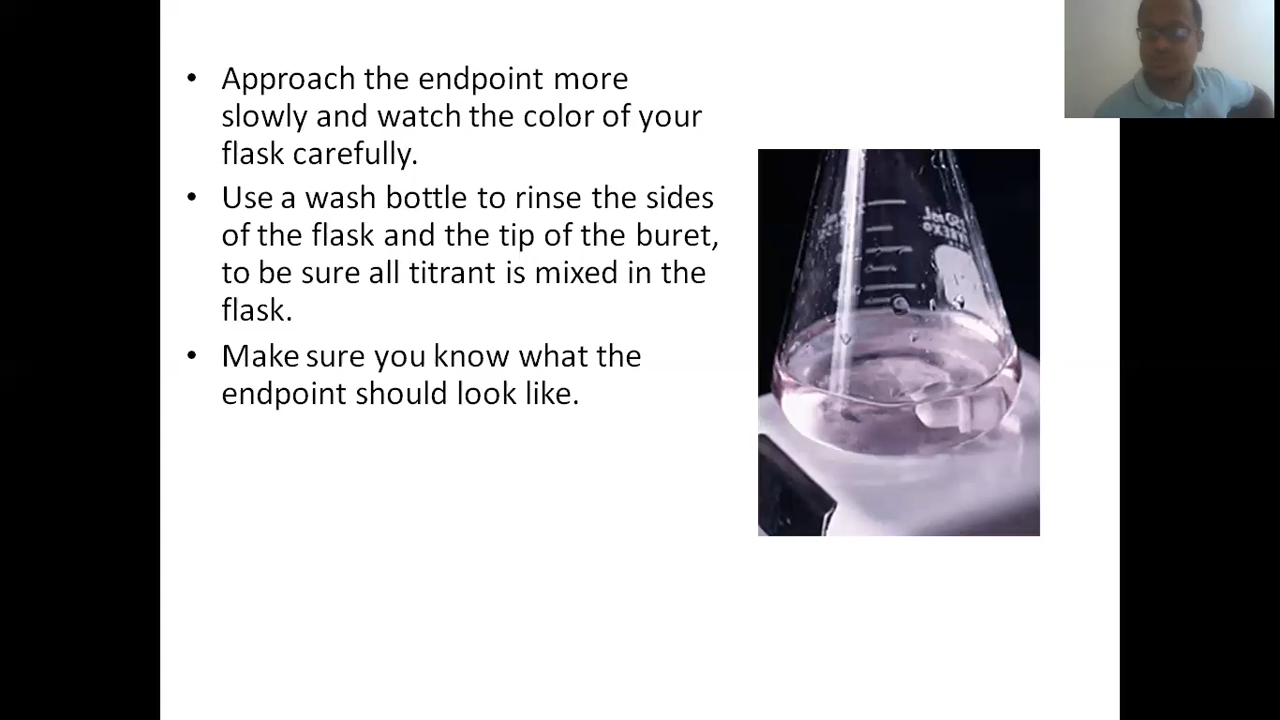 • Approach the endpoint more
slowly and watch the color of your
flask carefully.
• Use a wash bottle to rinse the sides
of the flask and the tip of the buret,
to be sure all titrant is mixed in the
flask.
• Make sure you know what the
endpoint should look like.